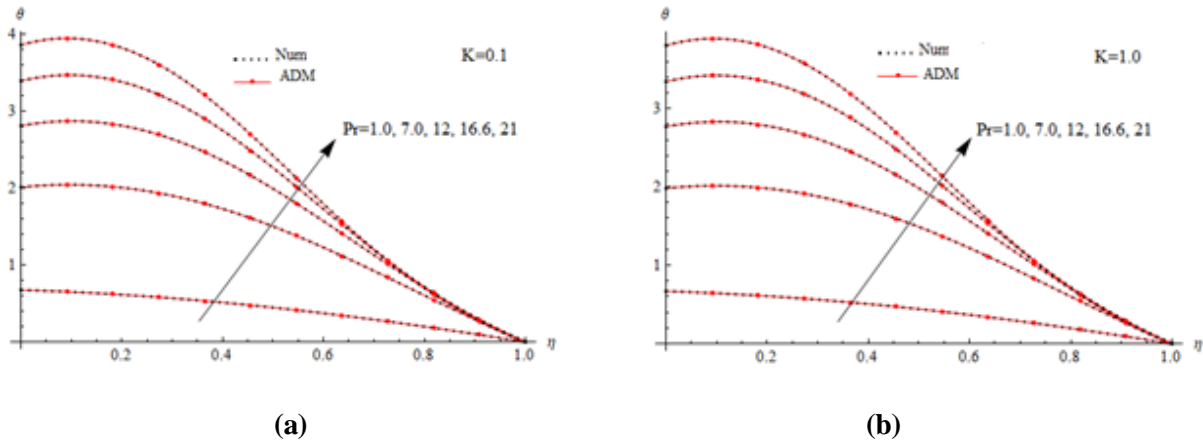 θ
4
3
2
1
0.2
0.4
0.6
0.8
1.0
η
Num
ADM
K=0.1
Pr=1.0, 7.0, 12, 16.6, 21
(a)
θ
3
2
1
0.2
0.4
0.6
0.8
1.0
η
Num
ADM
K=1.0
Pr=1.0, 7.0, 12, 16.6, 21
(b)